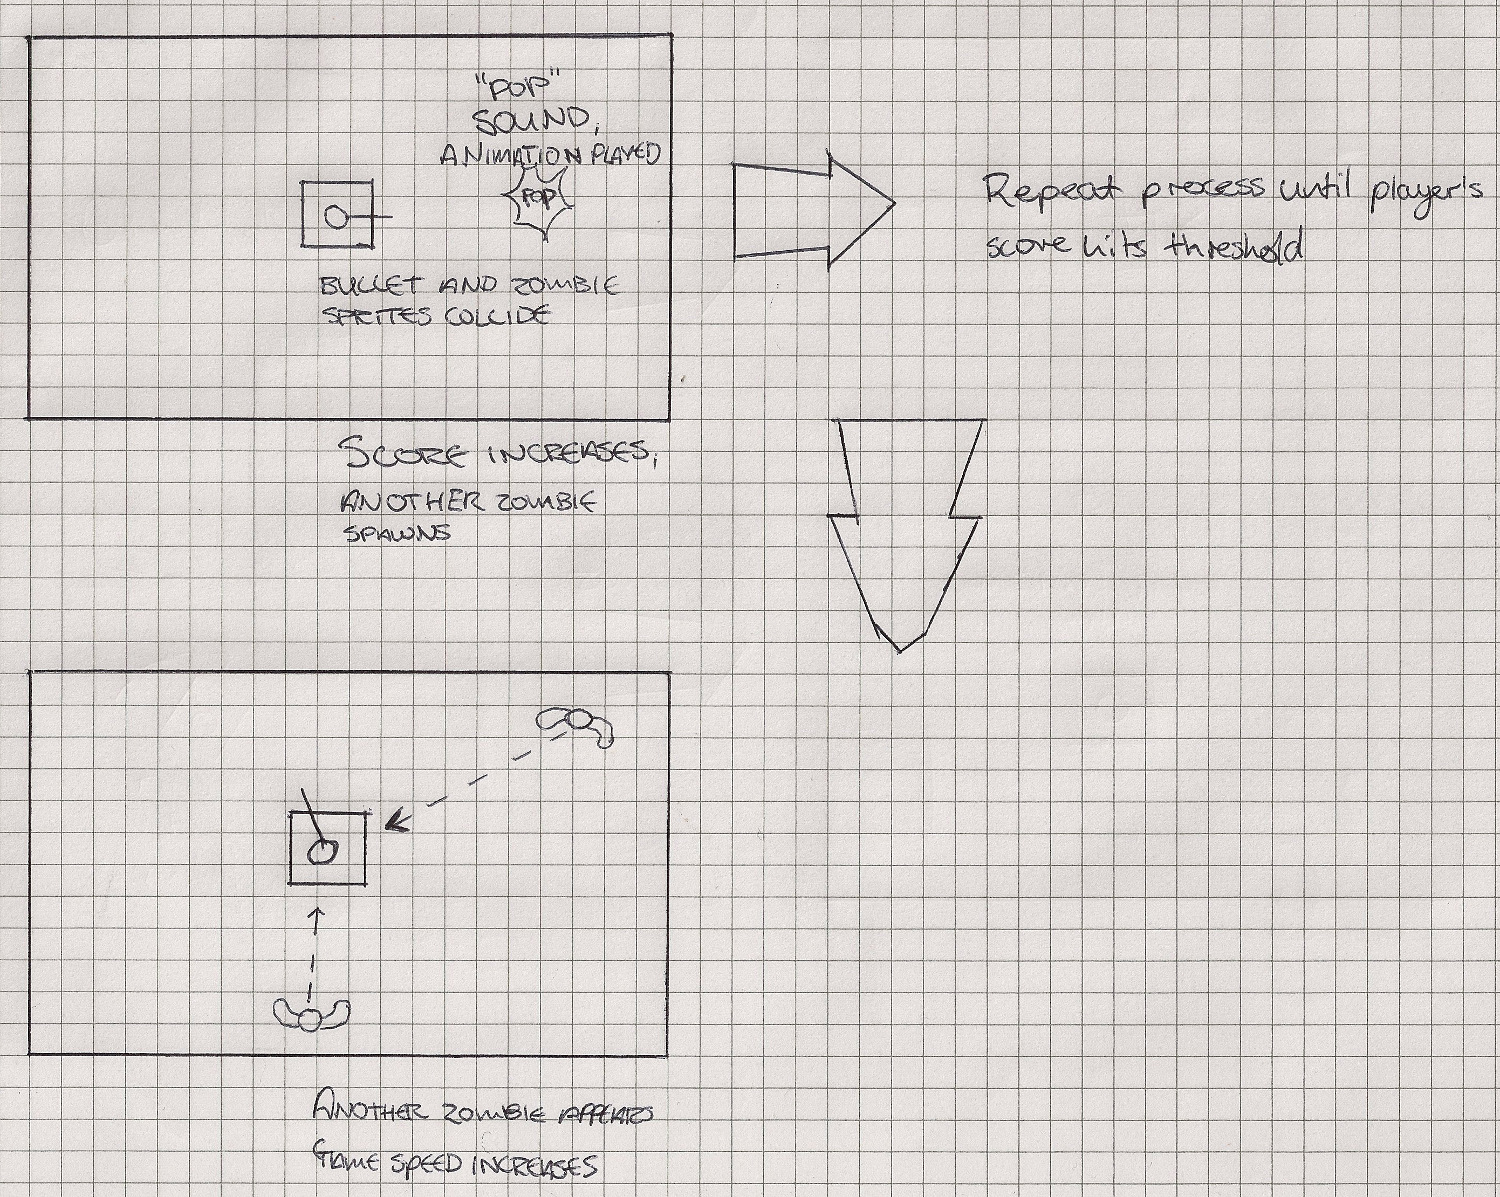 "POP"
SOUND,
ANIMATION PLAYED
POP
BULLET AND ZOMBIE
SPRITES COLLIDE
SCORE INCREASES,
ANOTHER ZOMBIE
SPAWNS
Repeat process until player's
score hits threshold
ANOTHER ZOMBIE APPEARS
GAME SPEED INCREASES